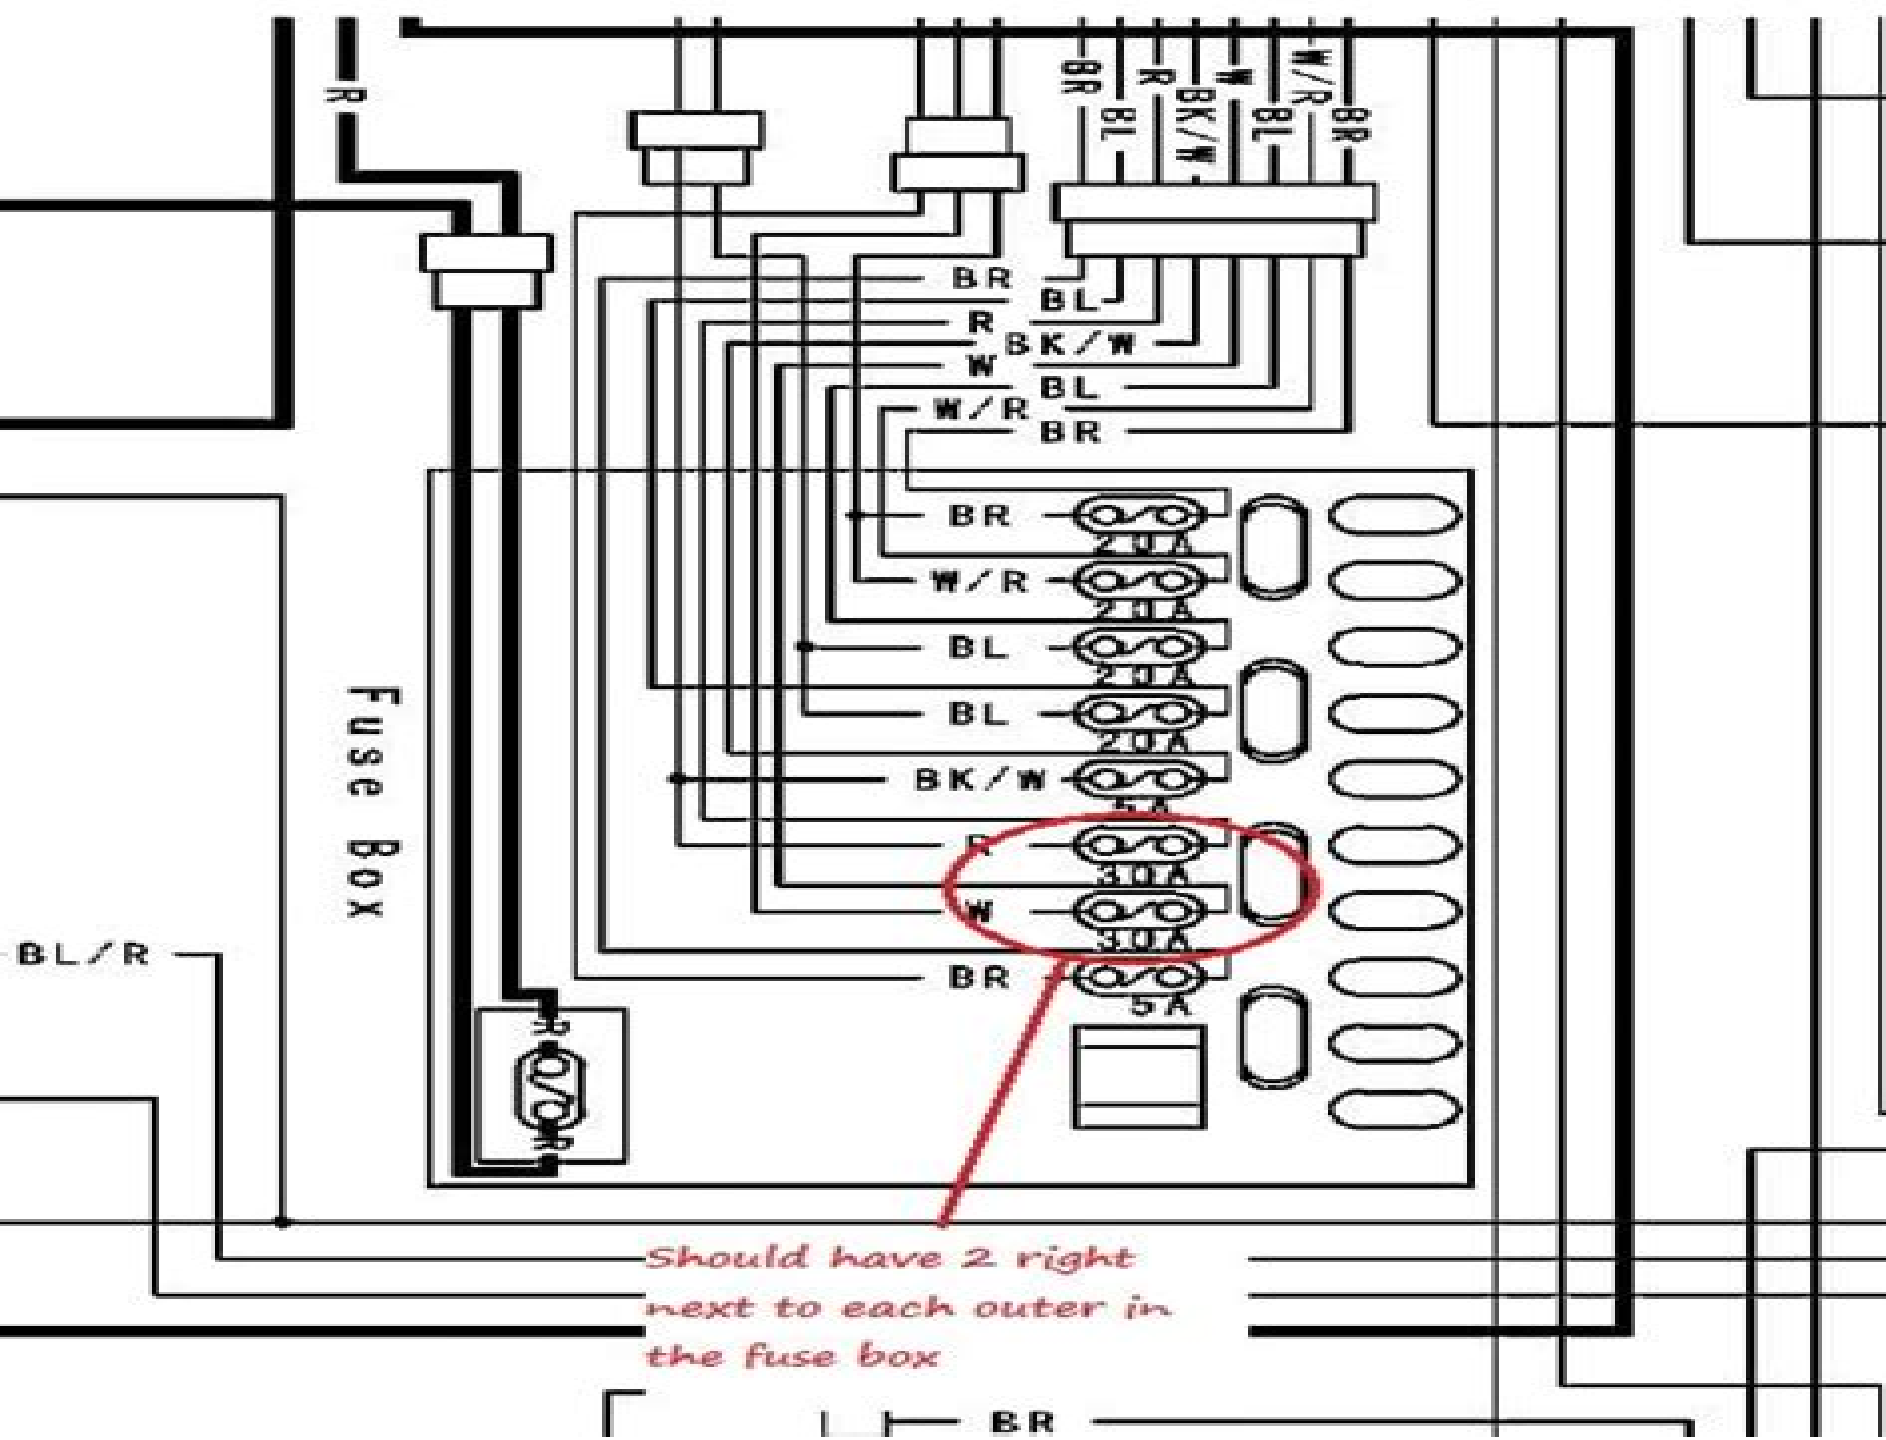 R
BR
BL
R
BK/W
W
BL
W/R
BR
BR
BL
R
BK/W
W
BL
W/R
BR
BR
20A
W/R
20A
BL
20A
BL
20A
BK/W
5A
R
30A
W
30A
BR
5A
Fuse Box
BL/R
R
R
Should have 2 right
next to each outer in
the fuse box
BR